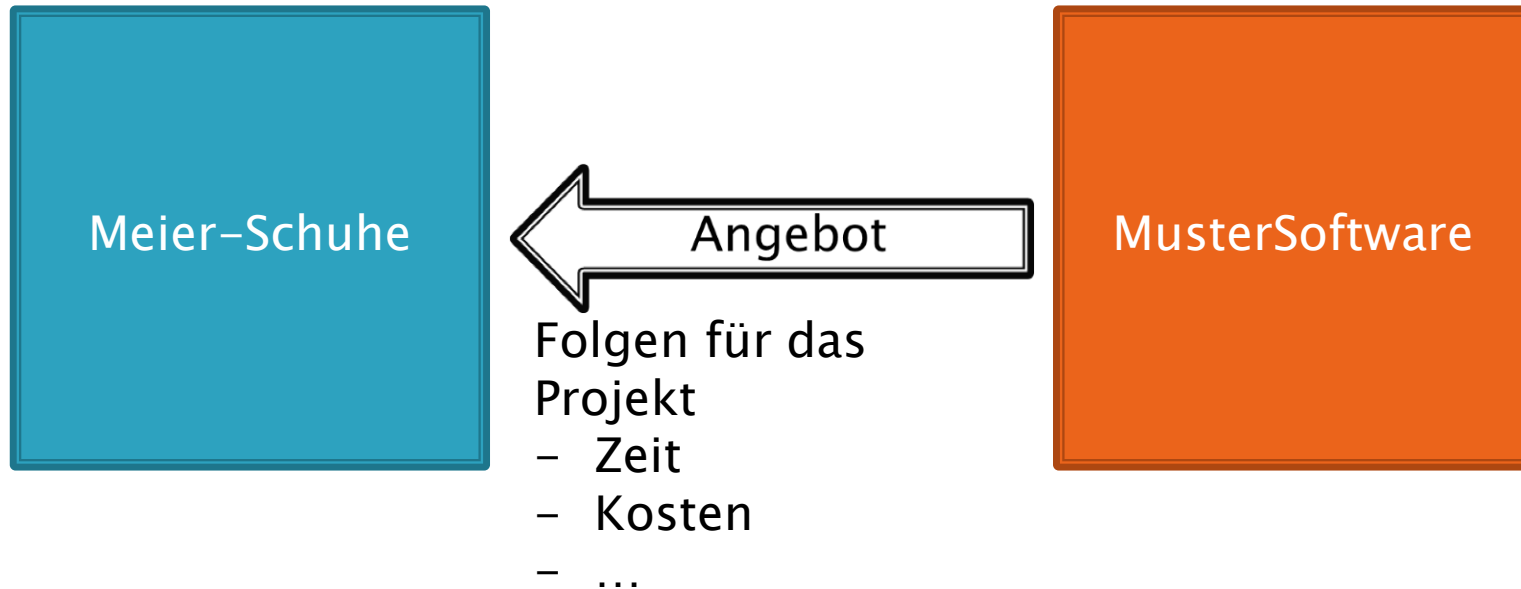 Meier-Schuhe
Angebot
MusterSoftware
Folgen für das
Projekt
- Zeit
- Kosten
- …